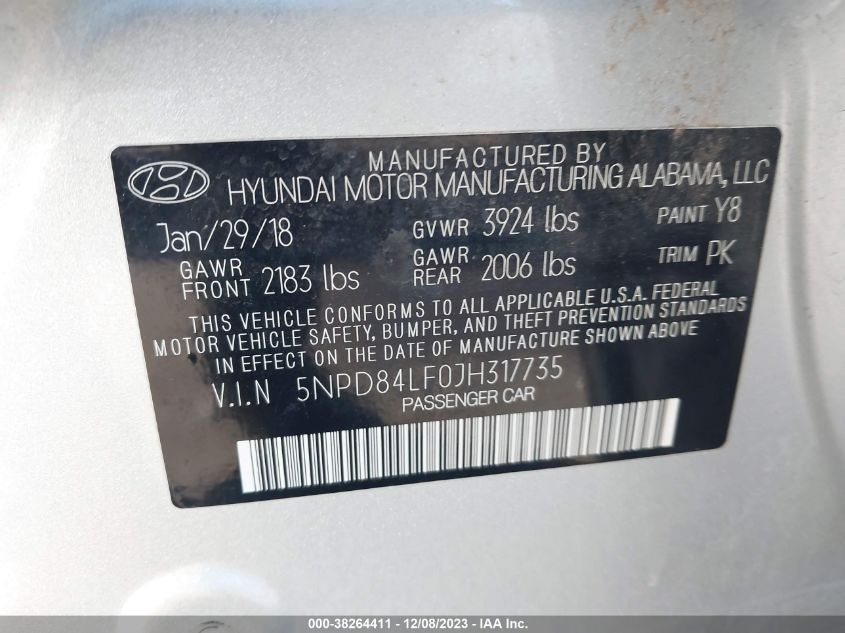 MANUFACTURED BY
HYUNDAI MOTOR MANUFACTURING ALABAMA, LLC
Jan/29/18 GVWR 3924 lbs PAINT Y8
GAWR FRONT 2183 lbs GAWR REAR 2006 lbs TRIM PK
THIS VEHICLE CONFORMS TO ALL APPLICABLE U.S.A. FEDERAL
MOTOR VEHICLE SAFETY, BUMPER, AND THEFT PREVENTION STANDARDS
IN EFFECT ON THE DATE OF MANUFACTURE SHOWN ABOVE
V.I.N 5NPD84LF0JH317735
PASSENGER CAR
000-38264411 - 12/08/2023 - Copyright © 2023 IAA, Inc.